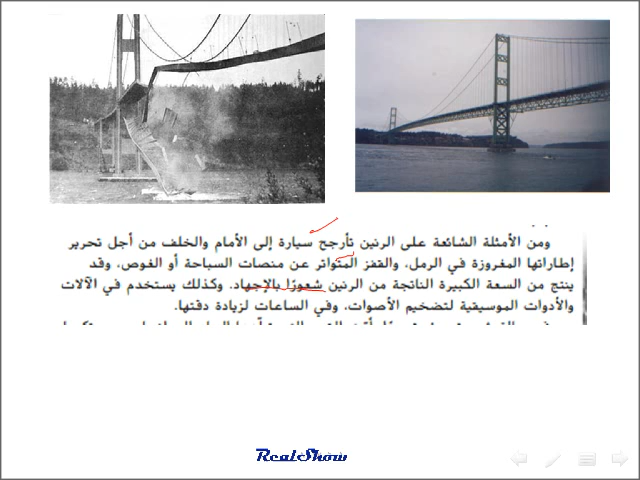 ومن الأمثلة الشائعة على الرنين تأرجح سيارة إلى الأمام والخلف من أجل تحرير
إطاراتها المغروزة في الرمل، والقفز المتواتر عن منصات السباحة أو الغوص، وقد
ينتج من السعة الكبيرة الناتجة من الرنين شعورًا بالإجهاد. وكذلك يستخدم في الآلات
والأدوات الموسيقية لتضخيم الأصوات، وفي الساعات لزيادة دقتها.
RealShow